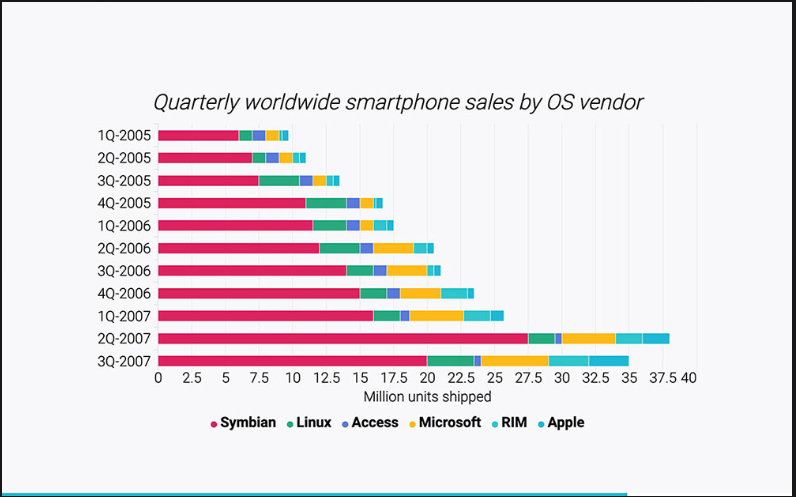 Quarterly worldwide smartphone sales by OS vendor
1Q-2005
2Q-2005
3Q-2005
4Q-2005
1Q-2006
2Q-2006
3Q-2006
4Q-2006
1Q-2007
2Q-2007
3Q-2007
0 2.5 5 7.5 10 12.5 15 17.5 20 22.5 25 27.5 30 32.5 35 37.5 40
Million units shipped
Symbian Linux Access Microsoft RIM Apple